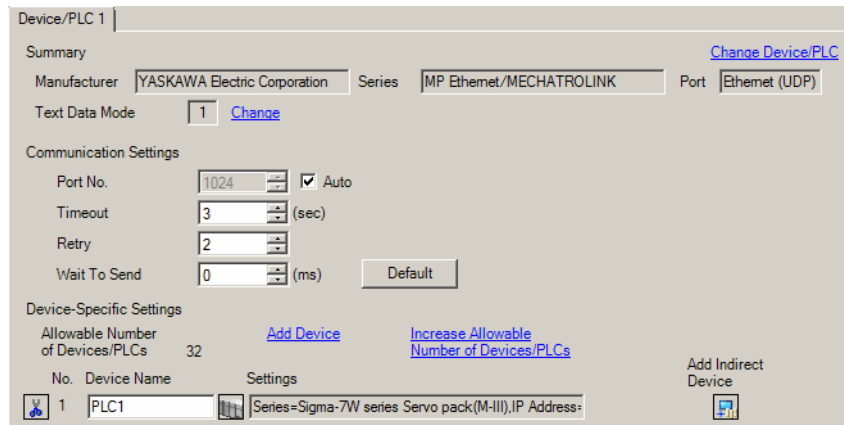 Device/PLC 1
Summary Change Device/PLC
Manufacturer YASKAWA Electric Corporation Series MP Ethernet/MECHATROLINK Port Ethernet (UDP)
Text Data Mode 1 Change
Communication Settings
Port No. 1024 Auto
Timeout 3 (sec)
Retry 2
Wait To Send 0 (ms) Default
Device-Specific Settings
Allowable Number Add Device Increase Allowable
of Devices/PLCs 32 Number of Devices/PLCs
Add Indirect
No. Device Name Settings Device
1 PLC1 Series=Sigma-7W series Servo pack(M-III),IP Address=